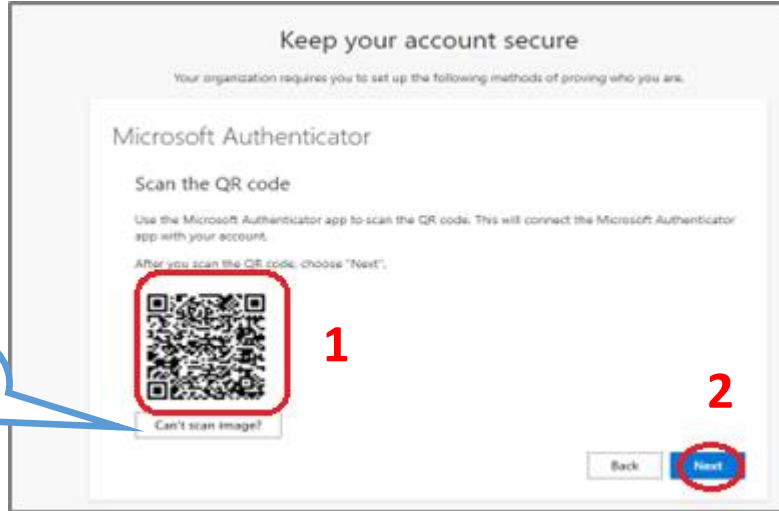 Keep your account secure
Your organization requires you to set up the following methods of proving who you are.
Microsoft Authenticator
Scan the QR code
Use the Microsoft Authenticator app to scan the QR code. This will connect the Microsoft Authenticator
app with your account.
After you scan the QR code, choose "Next".
1
2
Can't scan image?
Back
Next